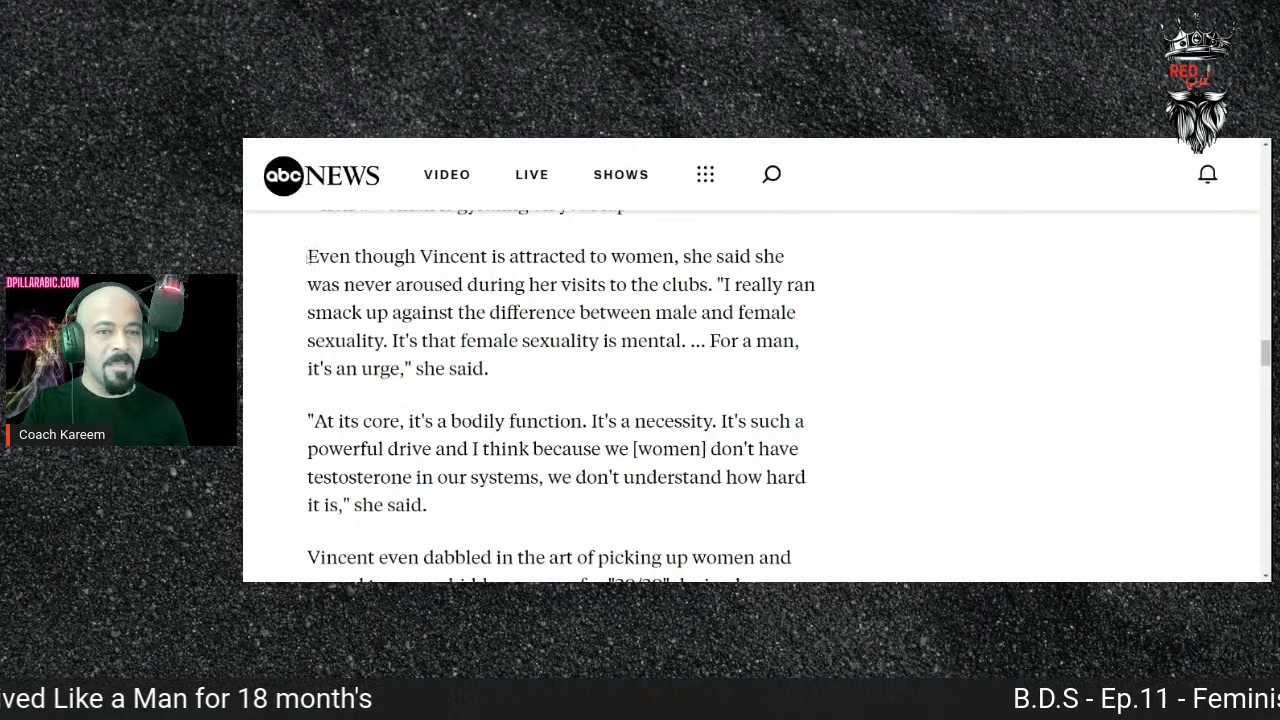 RED
abc NEWS
VIDEO
LIVE
SHOWS
Even though Vincent is attracted to women, she said she
was never aroused during her visits to the clubs. "I really ran
smack up against the difference between male and female
sexuality. It's that female sexuality is mental. ... For a man,
it's an urge," she said.
"At its core, it's a bodily function. It's a necessity. It's such a
powerful drive and I think because we [women] don't have
testosterone in our systems, we don't understand how hard
it is," she said.
Vincent even dabbled in the art of picking up women and
DPILLARABIC.COM
Coach Kareem
ived Like a Man for 18 month's
B.D.S - Ep.11 - Feminis